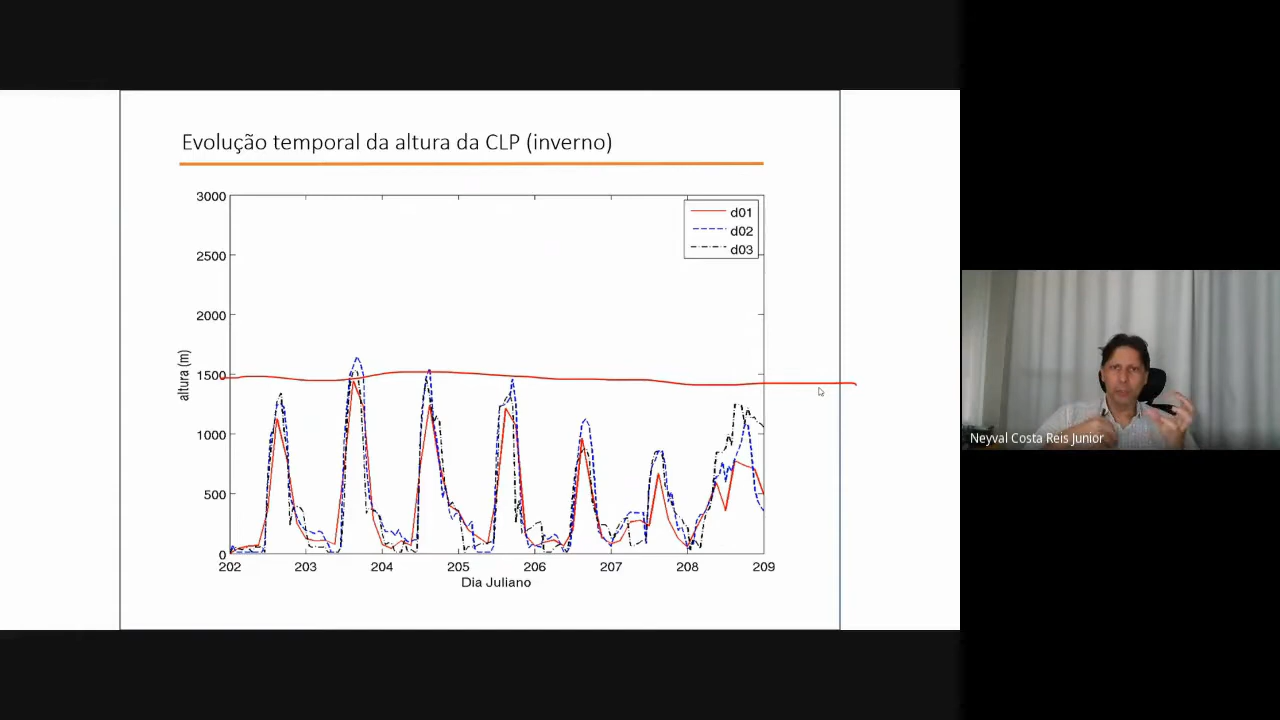 Evolução temporal da altura da CLP (inverno)
3000
2500
2000
1500
1000
500
0
altura (m)
d01
d02
d03
202 203 204 205 206 207 208 209
Dia Juliano
Neyval Costa Reis Junior